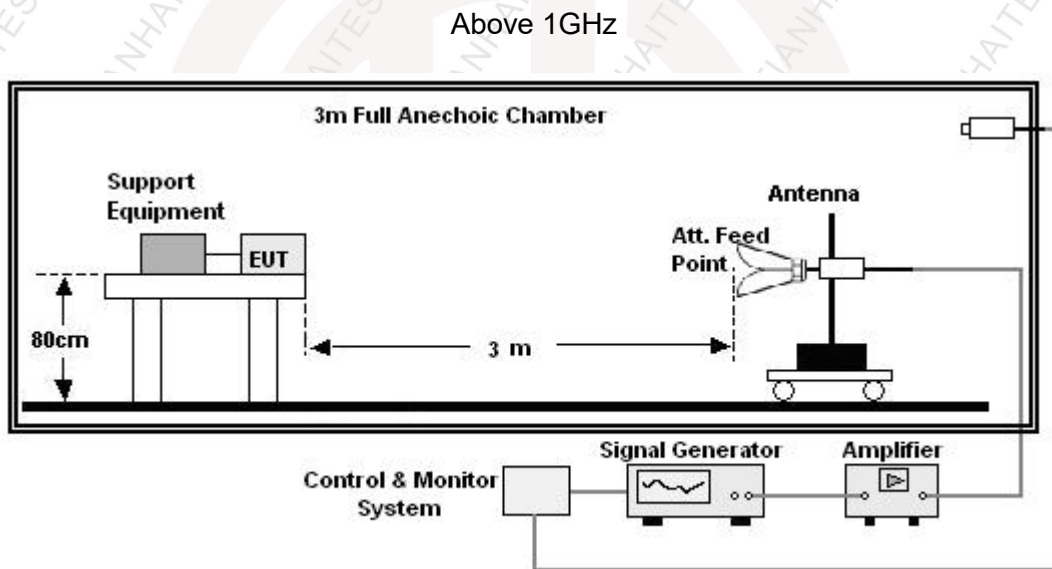 Above 1GHz
3m Full Anechoic Chamber
Support
Equipment
EUT
80cm
3 m
Antenna
Att. Feed
Point
Signal Generator
Amplifier
Control & Monitor
System